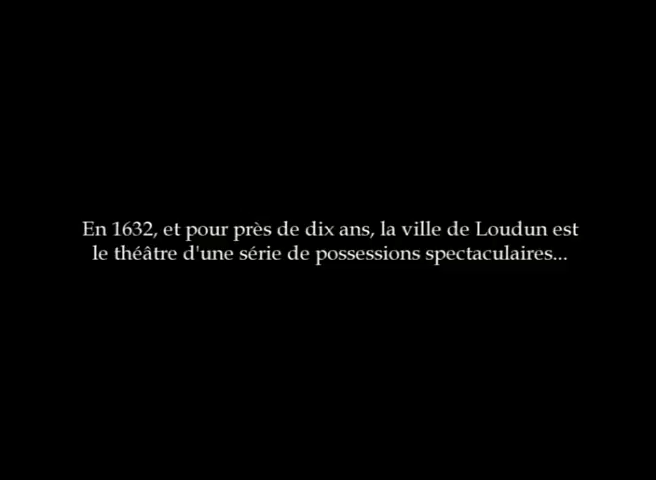 En 1632, et pour près de dix ans, la ville de Loudun est
le théâtre d'une série de possessions spectaculaires...